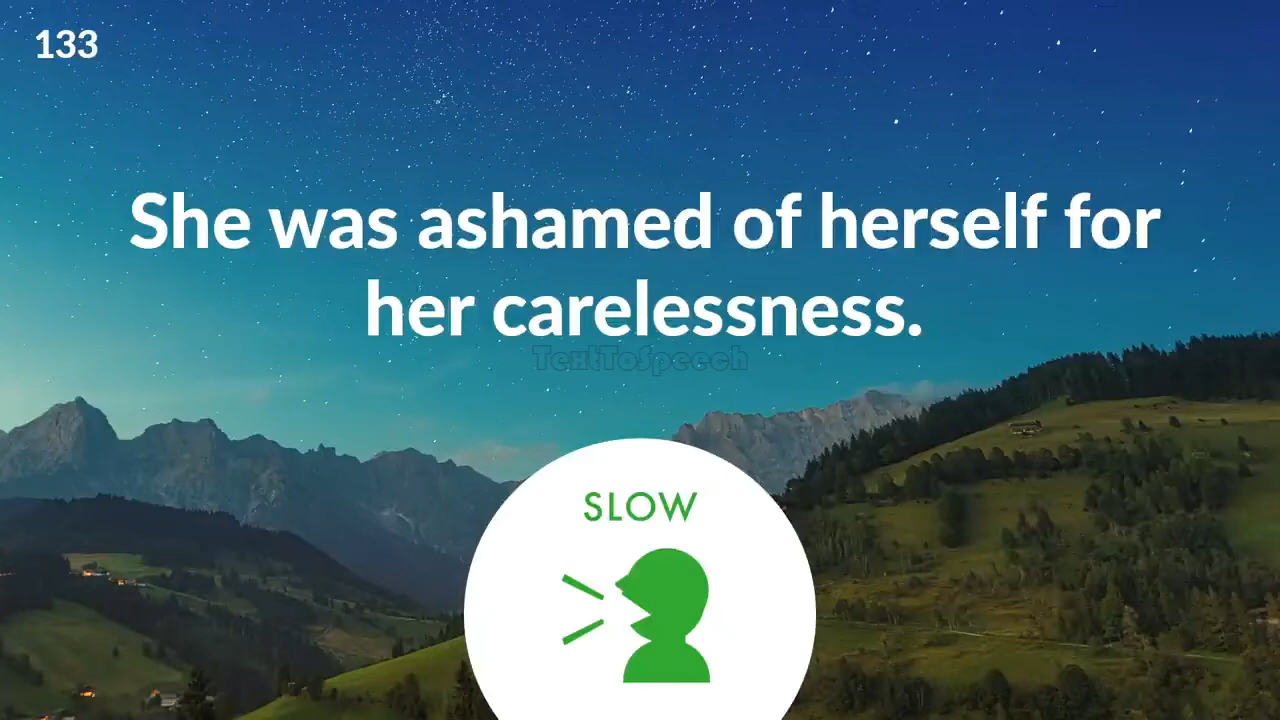 133
She was ashamed of herself for
her carelessness.
TextToSpeech
SLOW